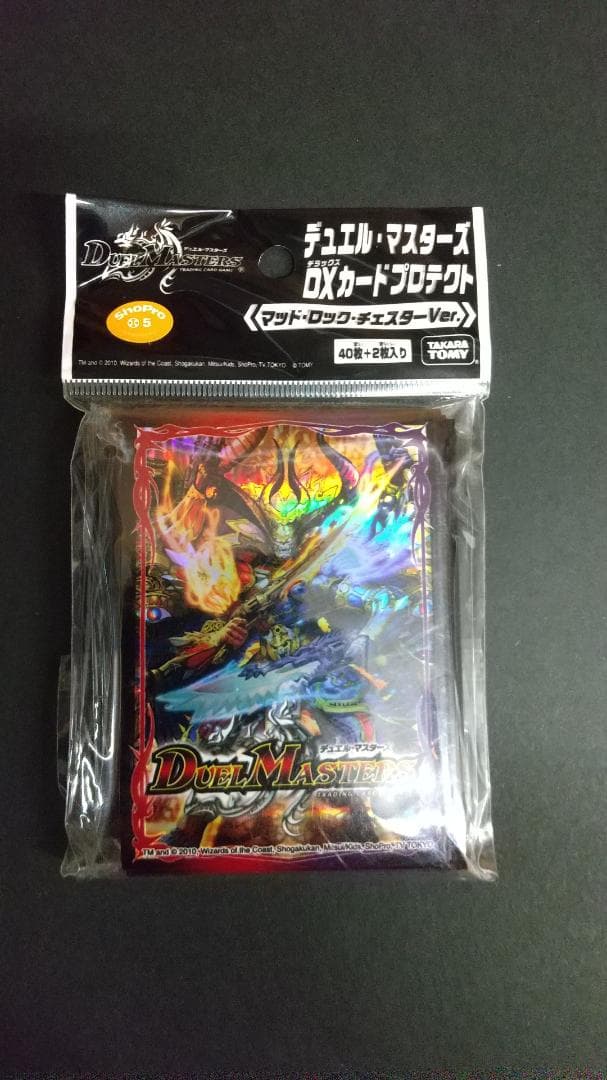 デュエル・マスターズ
DUEL MASTERS®
TRADING CARD GAME
ShoPro
5
TM and © 2010, Wizards of the Coast, Shogakukan, Mitsui/Kids, ShoPro, TV TOKYO © TOMY
デュエル・マスターズ
デラックス
DXカードプロテクト
《マッド・ロック・チェスターVer.》
40枚+2枚入り
TAKARA
TOMY
デュエル・マスターズ
DUEL MASTERS
TRADING CARD
TM and © 2010, Wizards of the Coast, Shogakukan, Mitsui/Kids, ShoPro, TV TOKYO